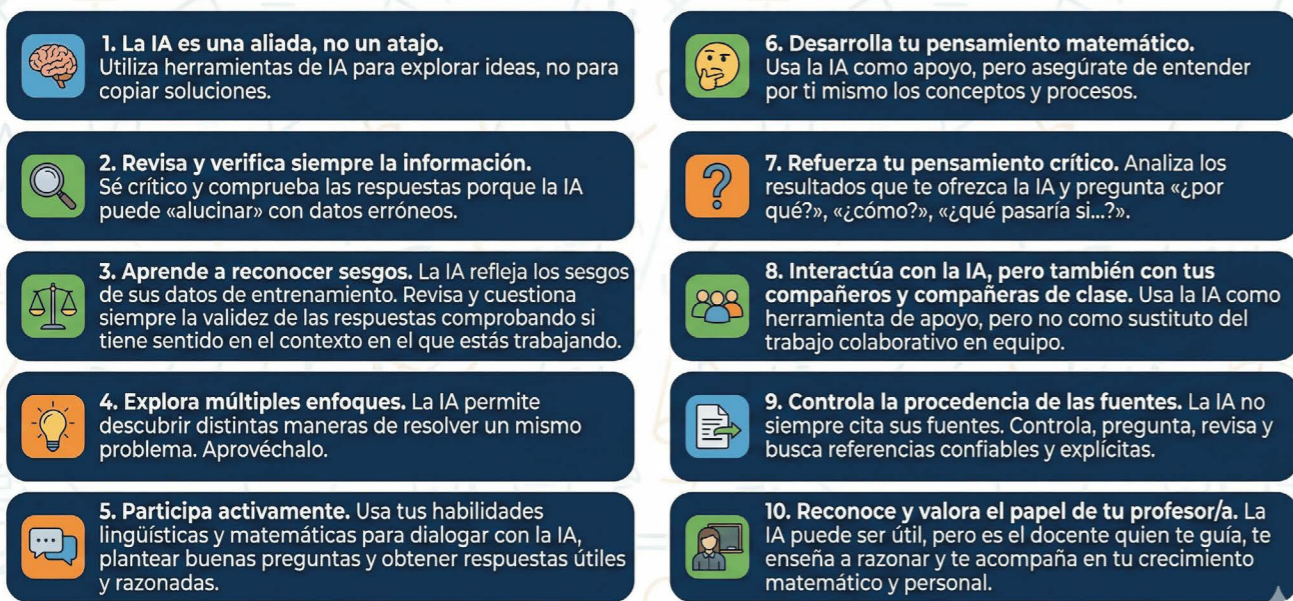 1. La IA es una aliada, no un atajo.
Utiliza herramientas de IA para explorar ideas, no para
copiar soluciones.
2. Revisa y verifica siempre la información.
Sé crítico y comprueba las respuestas porque la IA
puede «alucinar» con datos erróneos.
3. Aprende a reconocer sesgos. La IA refleja los sesgos
de sus datos de entrenamiento. Revisa y cuestiona
siempre la validez de las respuestas comprobando si
tiene sentido en el contexto en el que estás trabajando.
4. Explora múltiples enfoques. La IA permite
descubrir distintas maneras de resolver un mismo
problema. Aprovéchalo.
5. Participa activamente. Usa tus habilidades
lingüísticas y matemáticas para dialogar con la IA,
plantear buenas preguntas y obtener respuestas útiles
y razonadas.
6. Desarrolla tu pensamiento matemático.
Usa la IA como apoyo, pero asegúrate de entender
por ti mismo los conceptos y procesos.
7. Refuerza tu pensamiento crítico. Analiza los
resultados que te ofrezca la IA y pregunta «¿por
qué?», «¿cómo?», «¿qué pasaría si...?».
8. Interactúa con la IA, pero también con tus
compañeros y compañeras de clase. Usa la IA como
herramienta de apoyo, pero no como sustituto del
trabajo colaborativo en equipo.
9. Controla la procedencia de las fuentes. La IA no
siempre cita sus fuentes. Controla, pregunta, revisa y
busca referencias confiables y explícitas.
10. Reconoce y valora el papel de tu profesor/a. La
IA puede ser útil, pero es el docente quien te guía, te
enseña a razonar y te acompaña en tu crecimiento
matemático y personal.